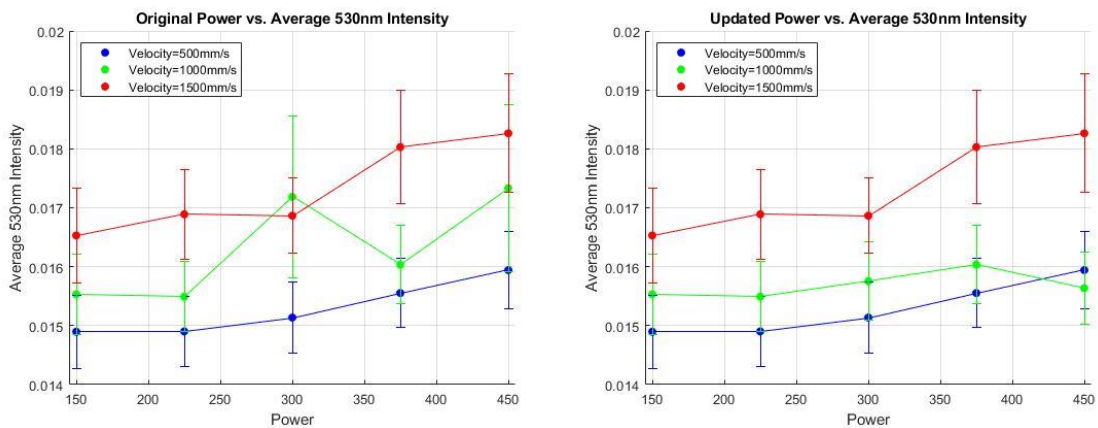 Original Power vs. Average 530nm Intensity
0.02
0.019
0.018
0.017
0.016
0.015
0.014
Average 530nm Intensity
Velocity=500mm/s
Velocity=1000mm/s
Velocity=1500mm/s
150 200 250 300 350 400 450
Power
Updated Power vs. Average 530nm Intensity
0.02
0.019
0.018
0.017
0.016
0.015
0.014
Average 530nm Intensity
Velocity=500mm/s
Velocity=1000mm/s
Velocity=1500mm/s
150 200 250 300 350 400 450
Power